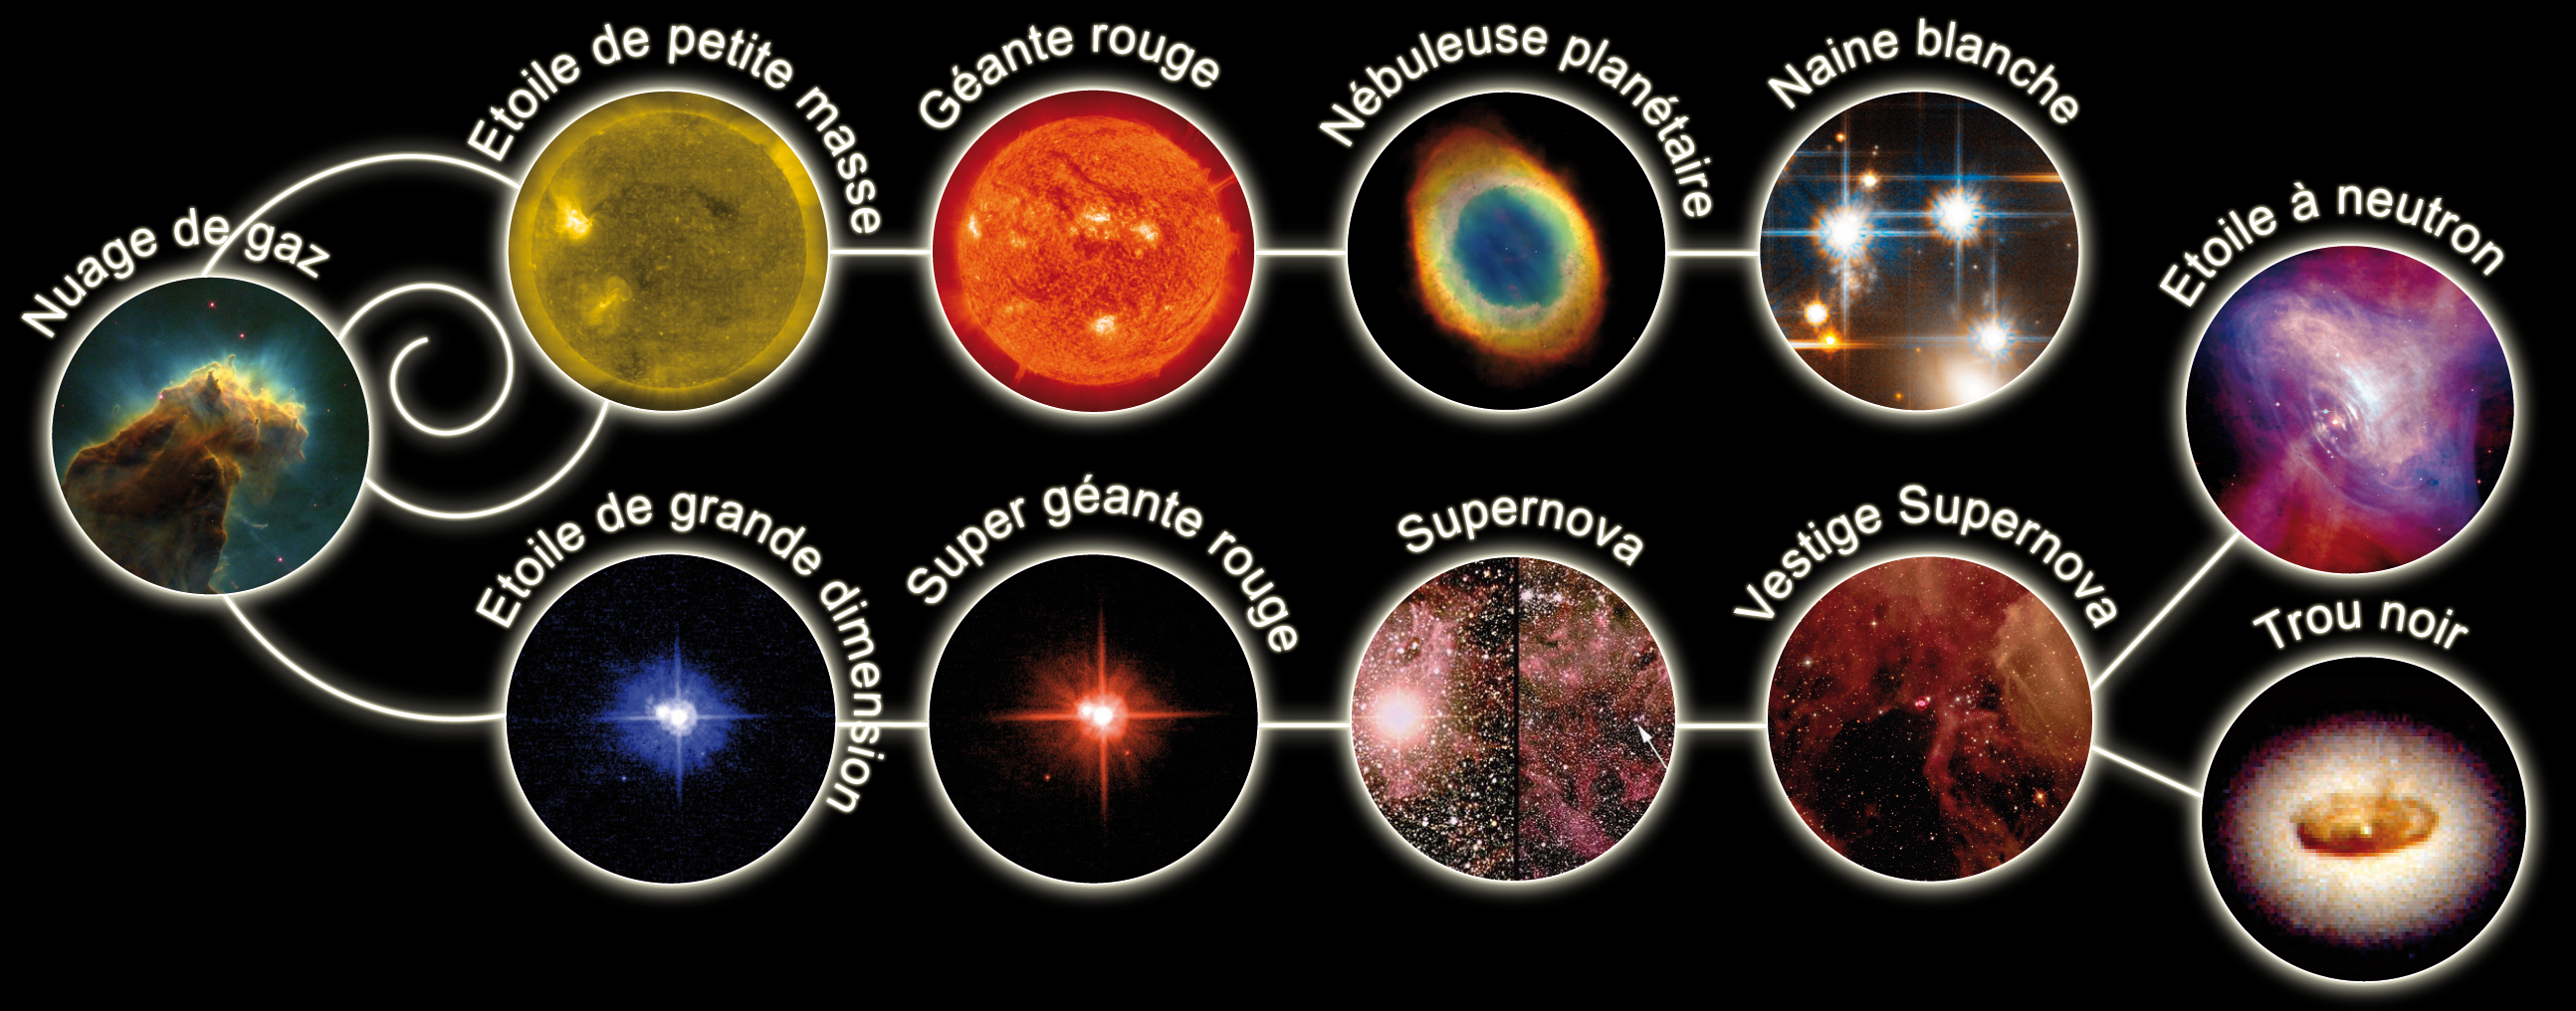 Nuage de gaz
Etoile de petite masse
Géante rouge
Nébuleuse planétaire
Naine blanche
Etoile de grande dimension
Super géante rouge
Supernova
Vestige Supernova
Etoile à neutron
Trou noir